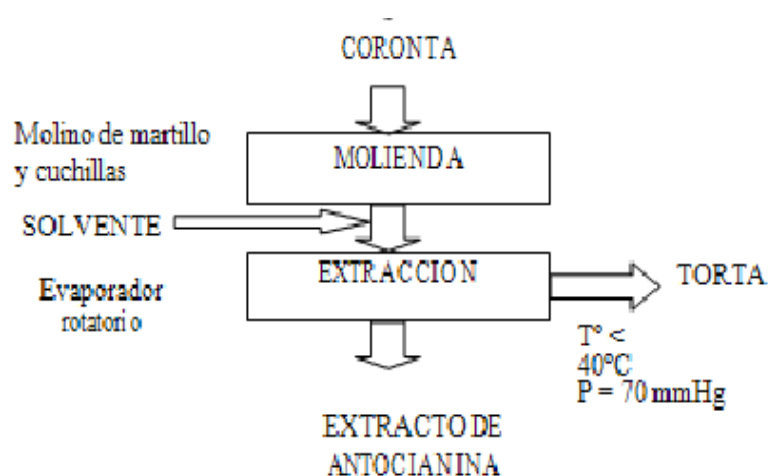 CORONTA
Molino de martillo
y cuchillas
MOLIENDA
SOLVENTE
EXTRACCION
TORTA
Evaporador
rotatorio
T° <
40°C
P = 70 mmHg
EXTRACTO DE
ANTOCIANINA